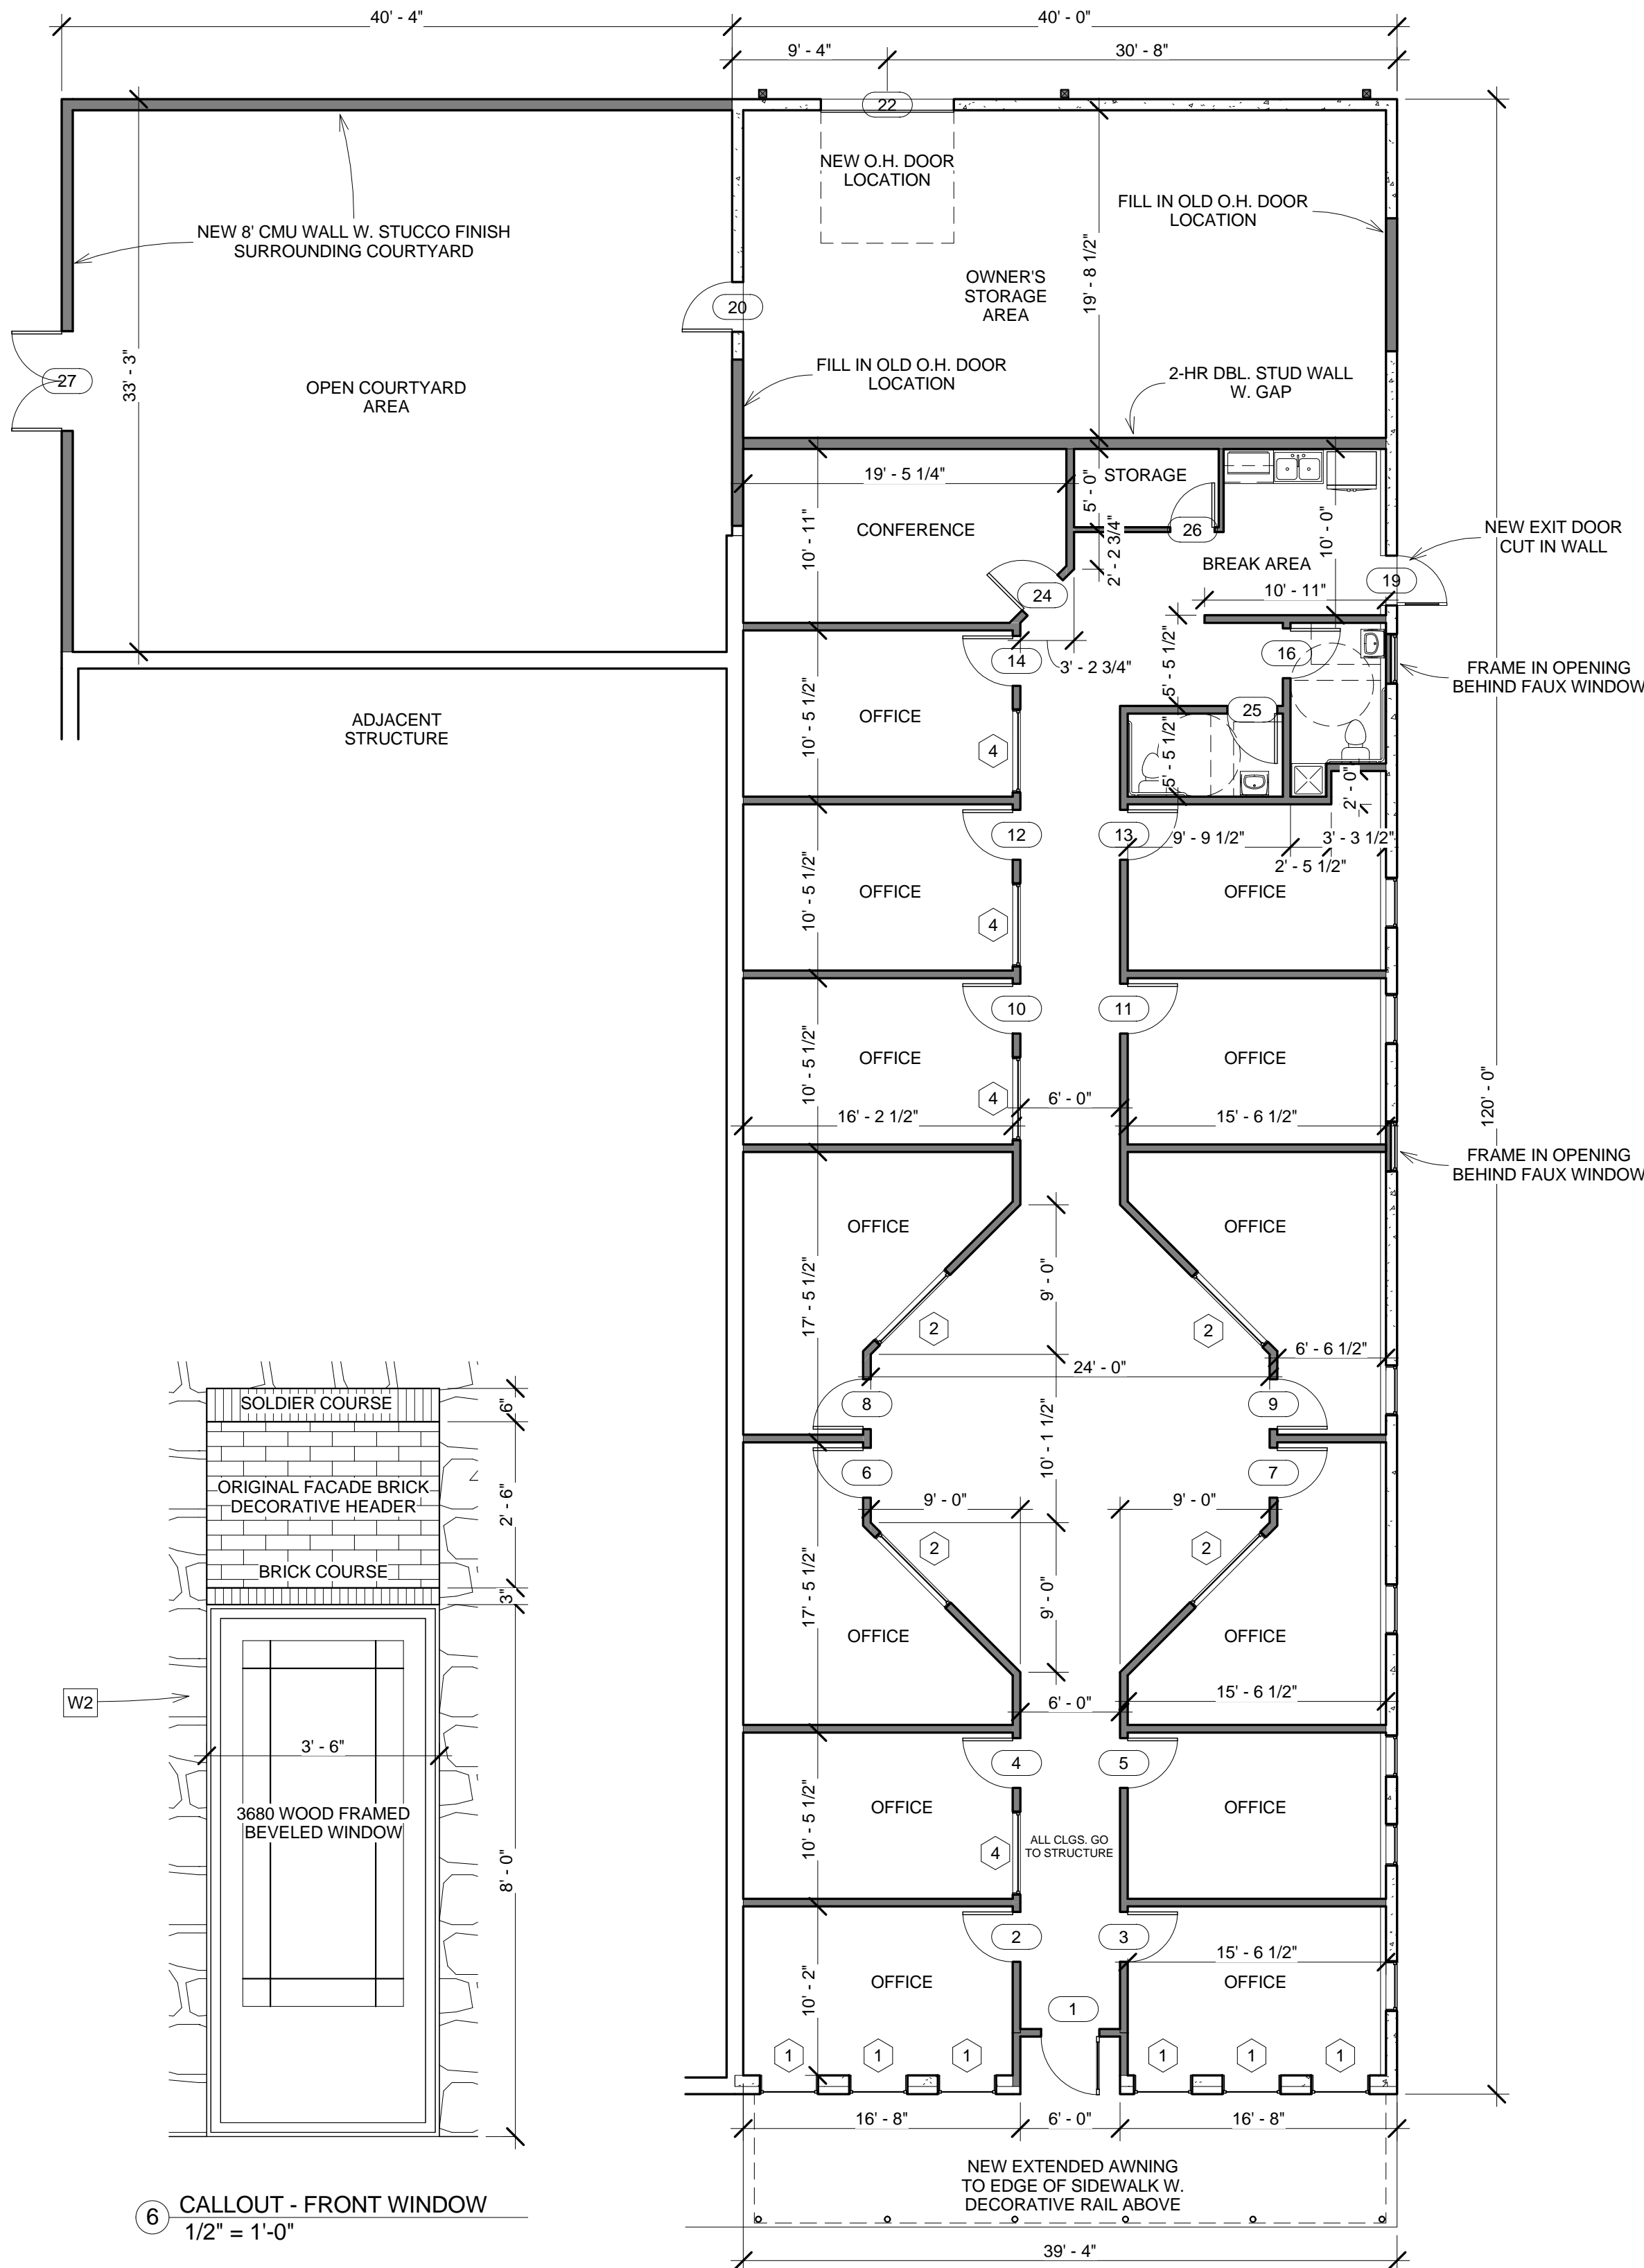 40' - 4"
40' - 0"
9' - 4"
30' - 8"
22
NEW O.H. DOOR
LOCATION
FILL IN OLD O.H. DOOR
LOCATION
NEW 8' CMU WALL W. STUCCO FINISH
SURROUNDING COURTYARD
19' - 8 1/2"
OWNER'S
STORAGE
AREA
20
27
33' - 3"
OPEN COURTYARD
AREA
FILL IN OLD O.H. DOOR
LOCATION
2-HR DBL. STUD WALL
W. GAP
19' - 5 1/4"
STORAGE
5' - 0"
CONFERENCE
10' - 11"
26
2' - 2 3/4"
10' - 0"
NEW EXIT DOOR
CUT IN WALL
BREAK AREA
19
24
10' - 11"
14
3' - 2 3/4"
5' - 5 1/2"
16
FRAME IN OPENING
BEHIND FAUX WINDOW
ADJACENT
STRUCTURE
OFFICE
10' - 5 1/2"
4
25
5' - 5 1/2"
2' - 0"
12
13
9' - 9 1/2"
3' - 3 1/2"
2' - 5 1/2"
OFFICE
10' - 5 1/2"
OFFICE
4
10
11
OFFICE
10' - 5 1/2"
OFFICE
4
6' - 0"
16' - 2 1/2"
15' - 6 1/2"
120' - 0"
FRAME IN OPENING
BEHIND FAUX WINDOW
OFFICE
OFFICE
17' - 5 1/2"
9' - 0"
2
2
6' - 6 1/2"
24' - 0"
8
9
10' - 1 1/2"
6
7
9' - 0"
9' - 0"
2
2
17' - 5 1/2"
9' - 0"
OFFICE
OFFICE
15' - 6 1/2"
6' - 0"
4
5
10' - 5 1/2"
OFFICE
OFFICE
4
ALL CLGS. GO
TO STRUCTURE
2
3
15' - 6 1/2"
10' - 2"
OFFICE
OFFICE
1
1
1
1
1
1
1
16' - 8"
6' - 0"
16' - 8"
NEW EXTENDED AWNING
TO EDGE OF SIDEWALK W.
DECORATIVE RAIL ABOVE
39' - 4"
SOLDIER COURSE
6"
ORIGINAL FACADE BRICK
DECORATIVE HEADER
2' - 6"
BRICK COURSE
3"
W2
3' - 6"
3680 WOOD FRAMED
BEVELED WINDOW
8' - 0"
6
CALLOUT - FRONT WINDOW
1/2" = 1'-0"